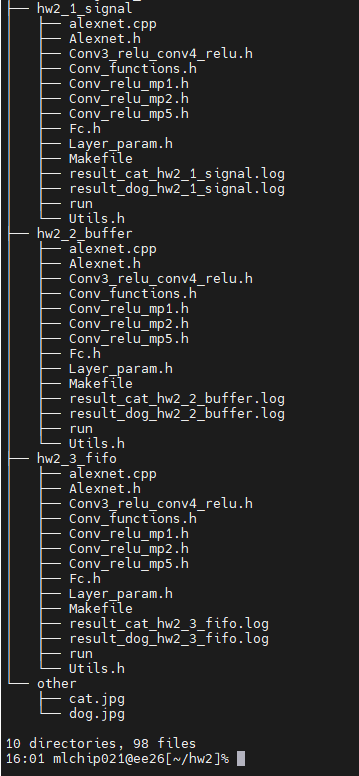 ├── hw2_1_signal
│   ├── alexnet.cpp
│   ├── Alexnet.h
│   ├── Conv3_relu_conv4_relu.h
│   ├── Conv_functions.h
│   ├── Conv_relu_mp1.h
│   ├── Conv_relu_mp2.h
│   ├── Conv_relu_mp5.h
│   ├── Fc.h
│   ├── Layer_param.h
│   ├── Makefile
│   ├── result_cat_hw2_1_signal.log
│   ├── result_dog_hw2_1_signal.log
│   ├── run
│   └── Utils.h
├── hw2_2_buffer
│   ├── alexnet.cpp
│   ├── Alexnet.h
│   ├── Conv3_relu_conv4_relu.h
│   ├── Conv_functions.h
│   ├── Conv_relu_mp1.h
│   ├── Conv_relu_mp2.h
│   ├── Conv_relu_mp5.h
│   ├── Fc.h
│   ├── Layer_param.h
│   ├── Makefile
│   ├── result_cat_hw2_2_buffer.log
│   ├── result_dog_hw2_2_buffer.log
│   ├── run
│   └── Utils.h
├── hw2_3_fifo
│   ├── alexnet.cpp
│   ├── Alexnet.h
│   ├── Conv3_relu_conv4_relu.h
│   ├── Conv_functions.h
│   ├── Conv_relu_mp1.h
│   ├── Conv_relu_mp2.h
│   ├── Conv_relu_mp5.h
│   ├── Fc.h
│   ├── Layer_param.h
│   ├── Makefile
│   ├── result_cat_hw2_3_fifo.log
│   ├── result_dog_hw2_3_fifo.log
│   ├── run
│   └── Utils.h
└── other
    ├── cat.jpg
    └── dog.jpg
10 directories, 98 files
16:01 mlchip021@ee26[~/hw2]%